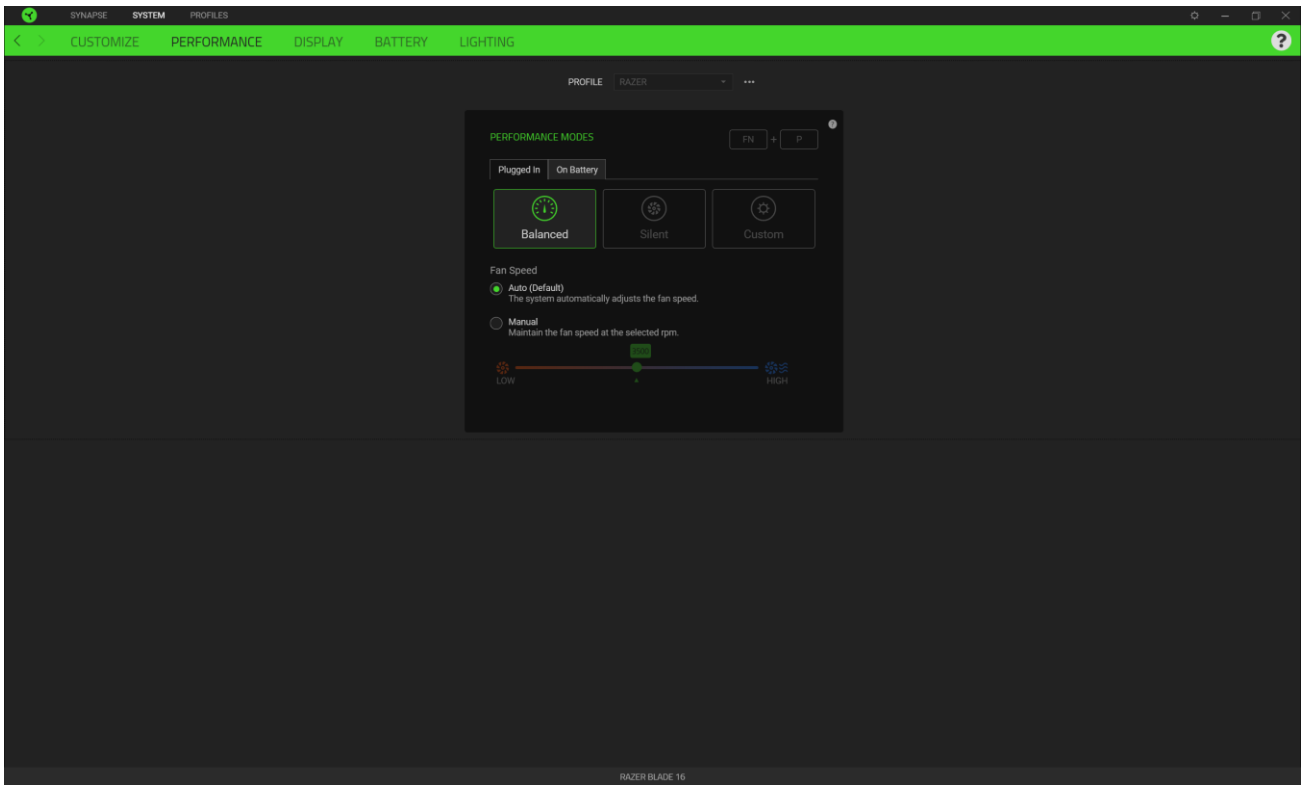 SYNAPSE SYSTEM PROFILES
CUSTOMIZE PERFORMANCE DISPLAY BATTERY LIGHTING ?
PROFILE RAZER
PERFORMANCE MODES FN + P
Plugged In On Battery
Balanced Silent Custom
Fan Speed
Auto (Default)
The system automatically adjusts the fan speed.
Manual
Maintain the fan speed at the selected rpm.
LOW HIGH
RAZER BLADE 16